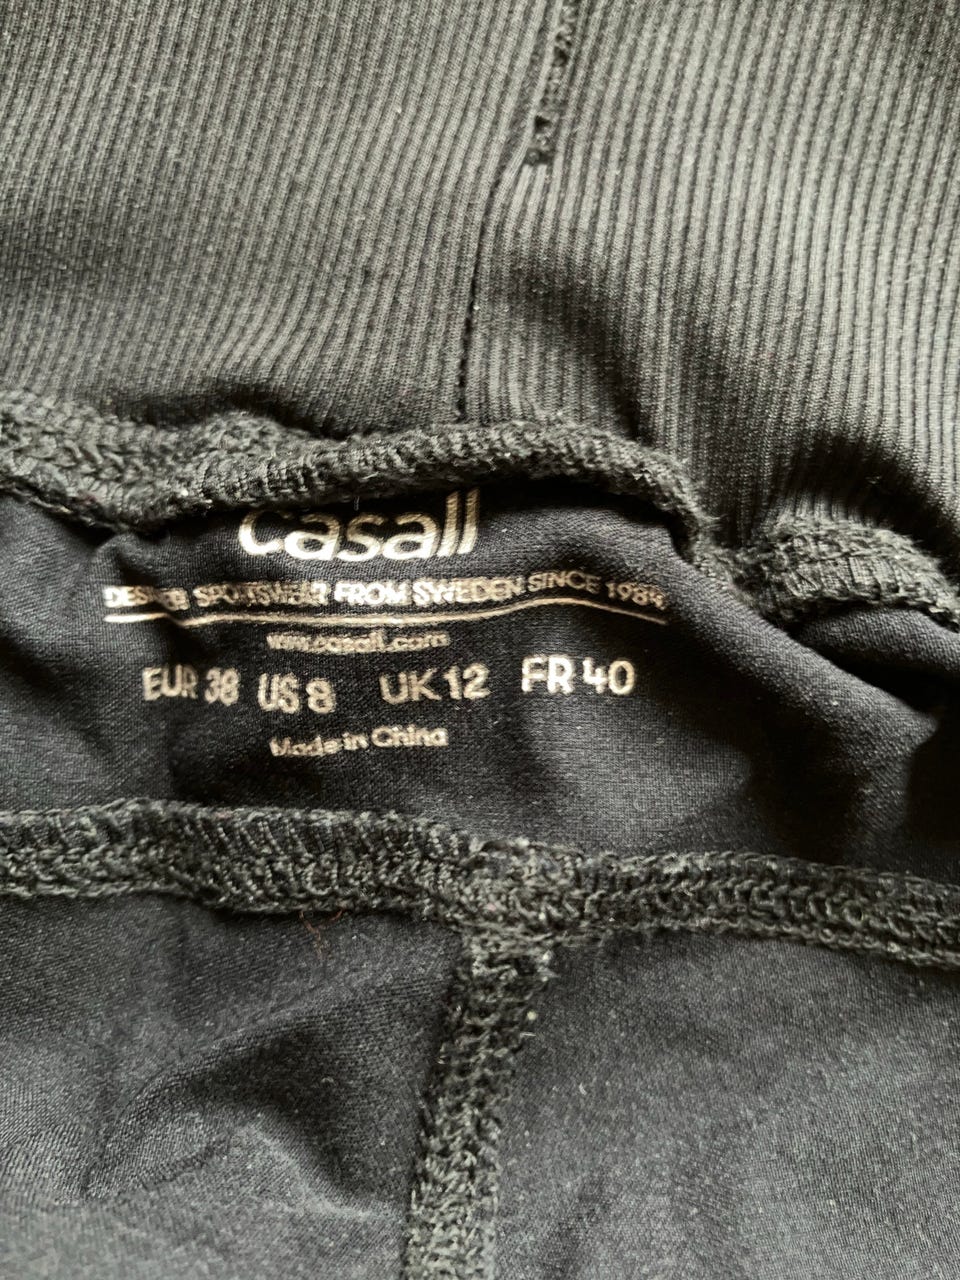 casall
DESIGNER SPORTSWEAR FROM SWEDEN SINCE 1984
www.casall.com
EUR 38 US 8 UK 12 FR 40
Made in China